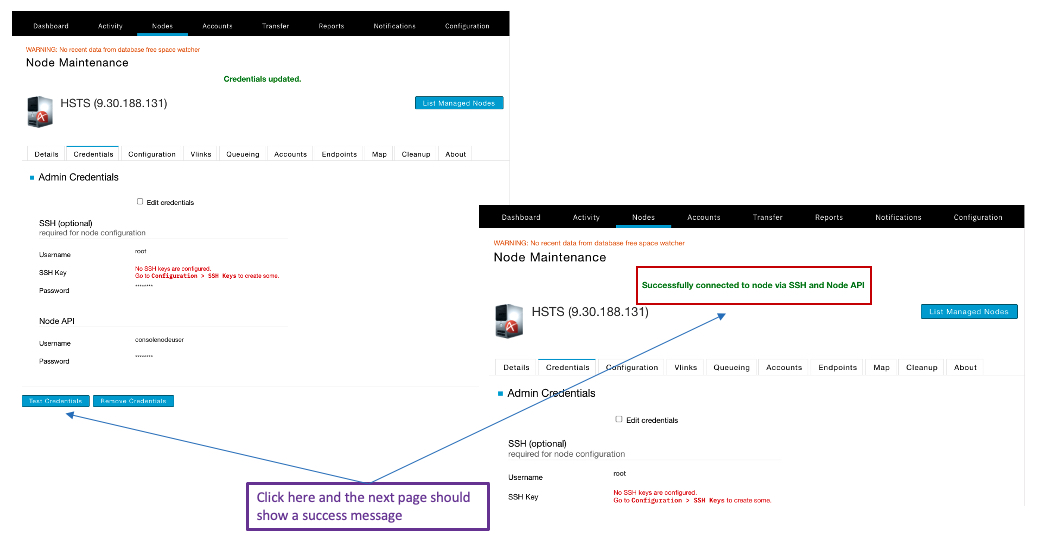 Dashboard Activity Nodes Accounts Transfer Reports Notifications Configuration
WARNING: No recent data from database free space watcher
Node Maintenance
Credentials updated.
HSTS (9.30.188.131)
List Managed Nodes
Details Credentials Configuration Vlinks Queueing Accounts Endpoints Map Cleanup About
Admin Credentials
Edit credentials
SSH (optional)
required for node configuration
Username root
SSH Key No SSH keys are configured.
Go to Configuration > SSH Keys to create some.
Password ********
Node API
Username consolenodeuser
Password ********
Test Credentials Remove Credentials
Dashboard Activity Nodes Accounts Transfer Reports Notifications Configuration
WARNING: No recent data from database free space watcher
Node Maintenance
Successfully connected to node via SSH and Node API
HSTS (9.30.188.131)
List Managed Nodes
Details Credentials Configuration Vlinks Queueing Accounts Endpoints Map Cleanup About
Admin Credentials
Edit credentials
SSH (optional)
required for node configuration
Username root
SSH Key No SSH keys are configured.
Go to Configuration > SSH Keys to create some.
Click here and the next page should
show a success message